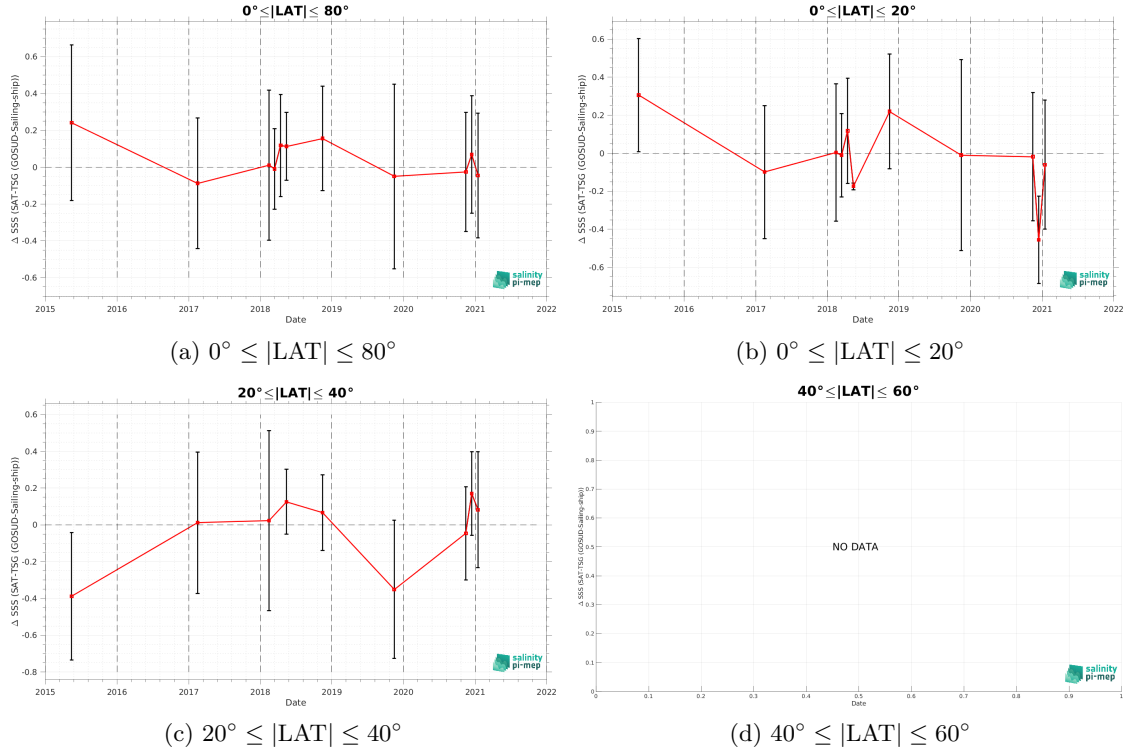 0°≤|LAT|≤ 80°
Δ SSS (SAT-TSG (GOSUD-Sailing-ship))
0.6
0.4
0.2
0
-0.2
-0.4
-0.6
2015 2016 2017 2018 2019 2020 2021 2022
Date
salinity
pi-mep
(a) 0° ≤ |LAT| ≤ 80°
0°≤|LAT|≤ 20°
Δ SSS (SAT-TSG (GOSUD-Sailing-ship))
0.6
0.4
0.2
0
-0.2
-0.4
-0.6
2015 2016 2017 2018 2019 2020 2021 2022
Date
salinity
pi-mep
(b) 0° ≤ |LAT| ≤ 20°
20°≤|LAT|≤ 40°
Δ SSS (SAT-TSG (GOSUD-Sailing-ship))
0.6
0.4
0.2
0
-0.2
-0.4
-0.6
-0.8
2015 2016 2017 2018 2019 2020 2021 2022
Date
salinity
pi-mep
(c) 20° ≤ |LAT| ≤ 40°
40°≤|LAT|≤ 60°
Δ SSS (SAT-TSG (GOSUD-Sailing-ship))
1
0.9
0.8
0.7
0.6
0.5
0.4
0.3
0.2
0.1
0
NO DATA
0 0.1 0.2 0.3 0.4 0.5 0.6 0.7 0.8 0.9 1
Date
salinity
pi-mep
(d) 40° ≤ |LAT| ≤ 60°